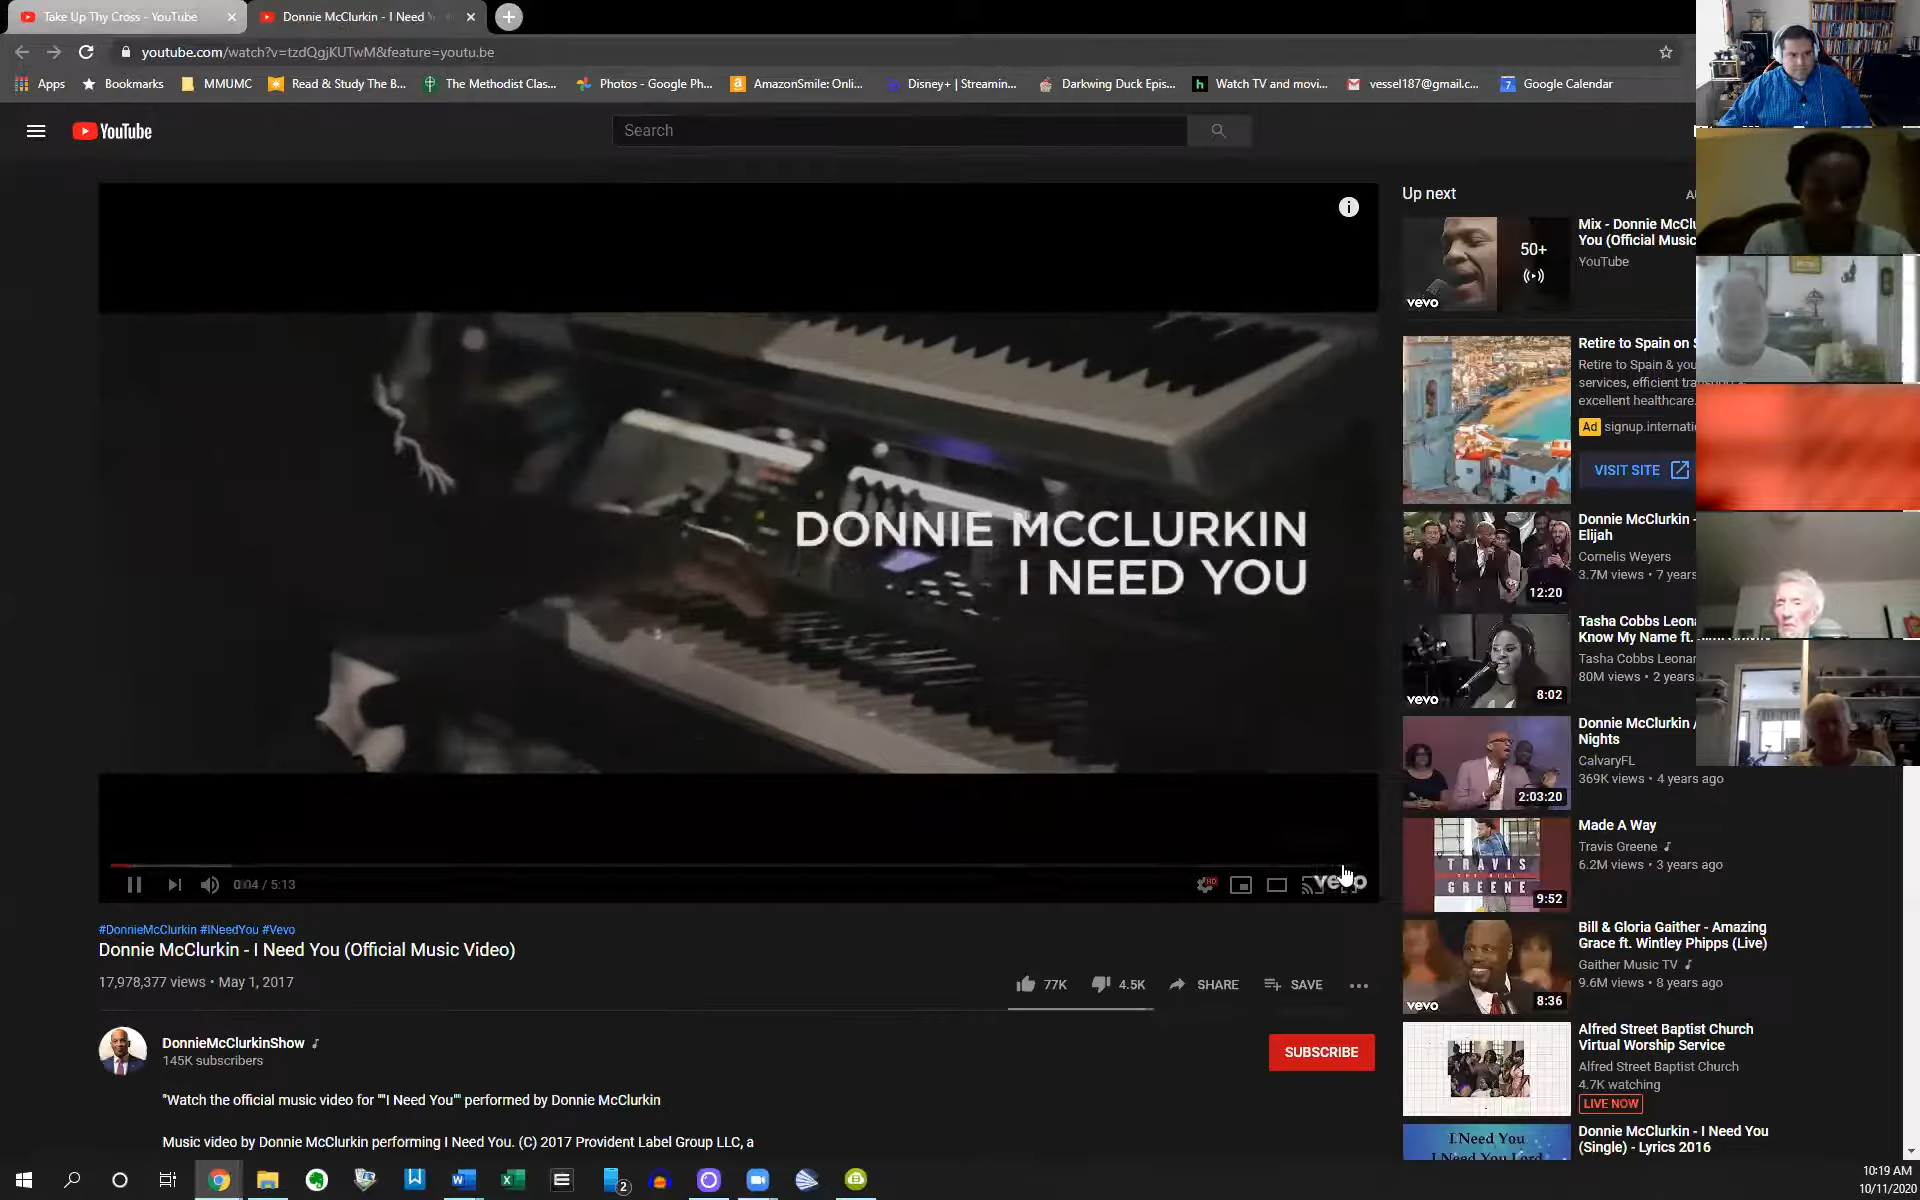 Take Up Thy Cross - YouTube
Donnie McClurkin - I Need Y
youtube.com/watch?v=tzdQgjKUTwM&feature=youtu.be
Apps
Bookmarks
MMUMC
Read & Study The B...
The Methodist Clas...
Photos - Google Ph...
AmazonSmile: Onli...
Disney+ | Streamin...
Darkwing Duck Epis...
Watch TV and movi...
vessel187@gmail.c...
Google Calendar
YouTube
Search
DONNIE MCCLURKIN
I NEED YOU
0:04 / 5:13
HD
vevo
#DonnieMcClurkin #INeedYou #Vevo
Donnie McClurkin - I Need You (Official Music Video)
17,978,377 views • May 1, 2017
77K
4.5K
SHARE
SAVE
DonnieMcClurkinShow
145K subscribers
SUBSCRIBE
"Watch the official music video for ""I Need You"" performed by Donnie McClurkin
Music video by Donnie McClurkin performing I Need You. (C) 2017 Provident Label Group LLC, a
Up next
50+
vevo
Mix - Donnie McCl
You (Official Music
YouTube
Retire to Spain on
Retire to Spain & you
services, efficient tra
excellent healthcare.
Ad signup.internati
VISIT SITE
12:20
Donnie McClurkin -
Elijah
Cornelis Weyers
3.7M views • 7 years
vevo
8:02
Tasha Cobbs Leona
Know My Name ft.
Tasha Cobbs Leonar
80M views • 2 years
2:03:20
Donnie McClurkin
Nights
CalvaryFL
369K views • 4 years ago
TRAVIS
THE HILL
GREENE
9:52
Made A Way
Travis Greene
6.2M views • 3 years ago
vevo
8:36
Bill & Gloria Gaither - Amazing
Grace ft. Wintley Phipps (Live)
Gaither Music TV
9.6M views • 8 years ago
Alfred Street Baptist Church
Virtual Worship Service
Alfred Street Baptist Church
4.7K watching
LIVE NOW
I Need You
I Need You Lord
Donnie McClurkin - I Need You
(Single) - Lyrics 2016
2
10:19 AM
10/11/2020